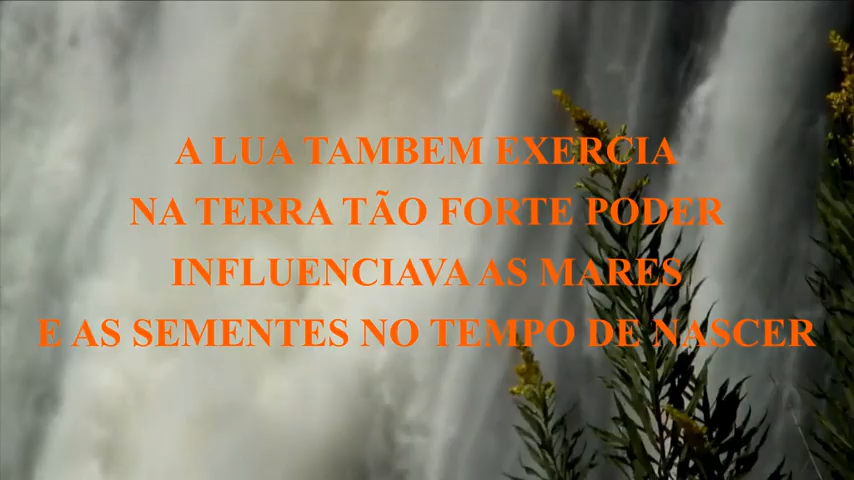 A LUA TAMBEM EXERCIA
NA TERRA TÃO FORTE PODER
INFLUENCIAVA AS MARES
E AS SEMENTES NO TEMPO DE NASCER